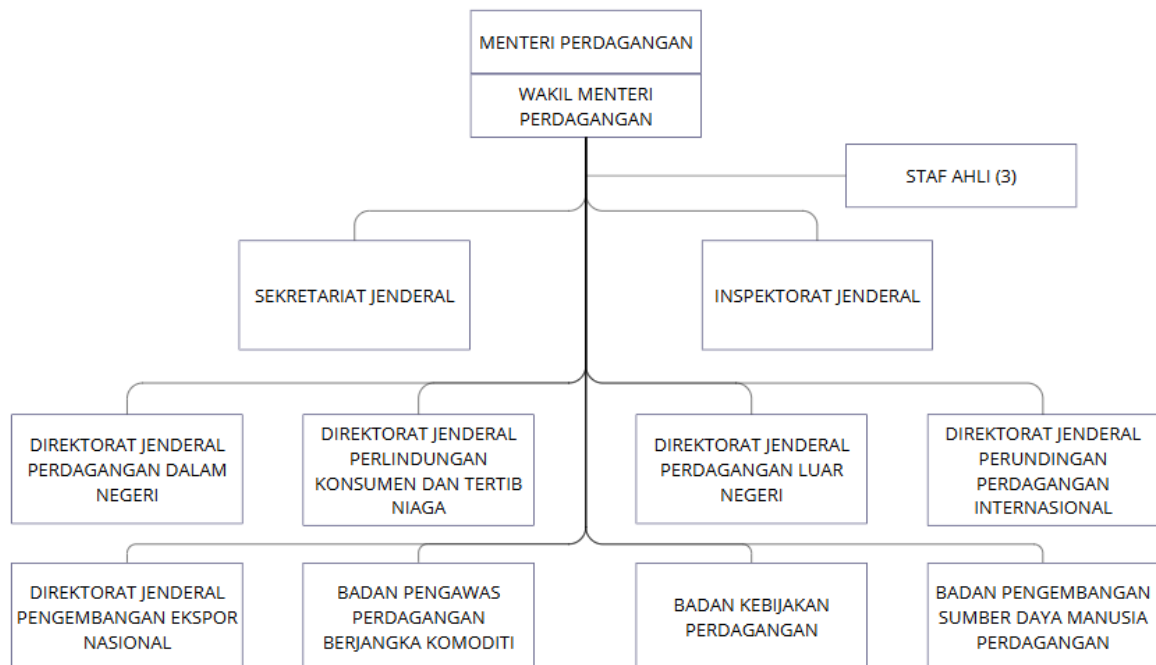 MENTERI PERDAGANGAN
WAKIL MENTERI
PERDAGANGAN
STAF AHLI (3)
SEKRETARIAT JENDERAL
INSPEKTORAT JENDERAL
DIREKTORAT JENDERAL
PERDAGANGAN DALAM
NEGERI
DIREKTORAT JENDERAL
PERLINDUNGAN
KONSUMEN DAN TERTIB
NIAGA
DIREKTORAT JENDERAL
PERDAGANGAN LUAR
NEGERI
DIREKTORAT JENDERAL
PERUNDINGAN
PERDAGANGAN
INTERNASIONAL
DIREKTORAT JENDERAL
PENGEMBANGAN EKSPOR
NASIONAL
BADAN PENGAWAS
PERDAGANGAN
BERJANGKA KOMODITI
BADAN KEBIJAKAN
PERDAGANGAN
BADAN PENGEMBANGAN
SUMBER DAYA MANUSIA
PERDAGANGAN